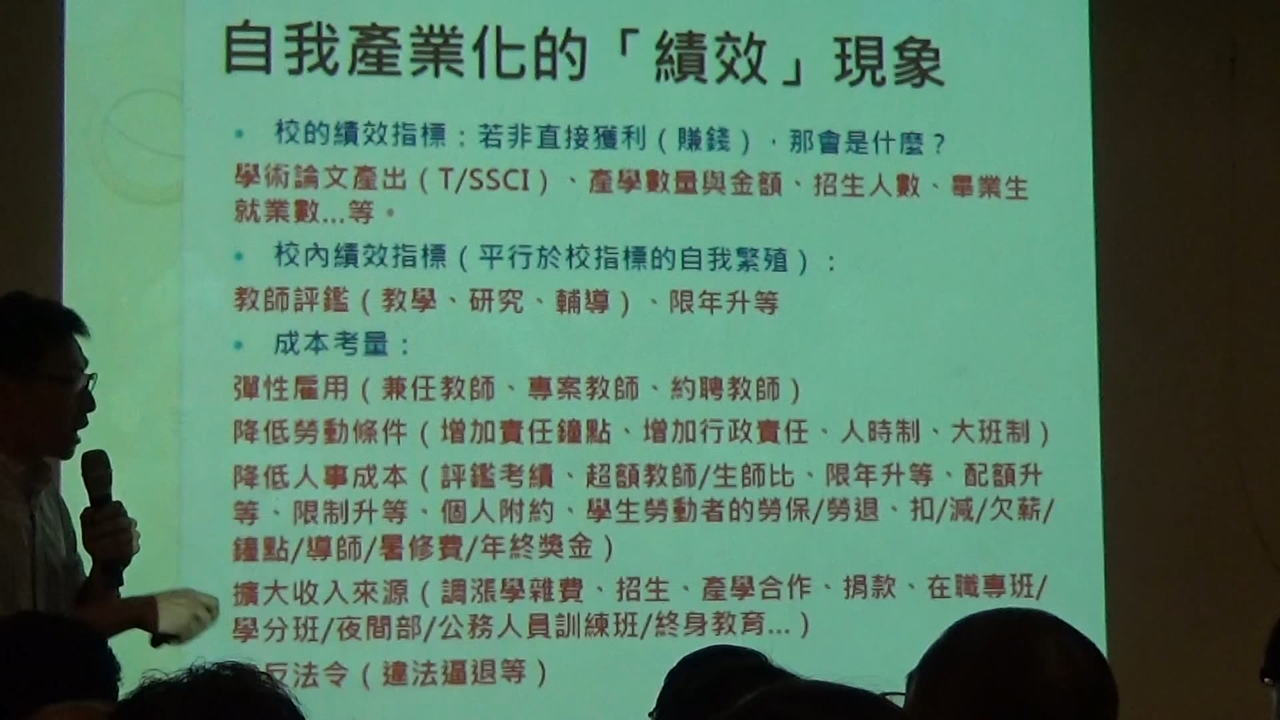 自我產業化的「績效」現象
• 校的績效指標：若非直接獲利（賺錢），那會是什麼？
學術論文產出（T/SSCI）、產學數量與金額、招生人數、畢業生
就業數...等。
• 校內績效指標（平行於校指標的自我繁殖）：
教師評鑑（教學、研究、輔導）、限年升等
• 成本考量：
彈性雇用（兼任教師、專案教師、約聘教師）
降低勞動條件（增加責任鐘點、增加行政責任、人時制、大班制）
降低人事成本（評鑑考績、超額教師/生師比、限年升等、配額升
等、限制升等、個人附約、學生勞動者的勞保/勞退、扣/減/欠薪/
鐘點/導師/暑修費/年終獎金）
擴大收入來源（調漲學雜費、招生、產學合作、捐款、在職專班/
學分班/夜間部/公務人員訓練班/終身教育...）
反法令（違法逼退等）